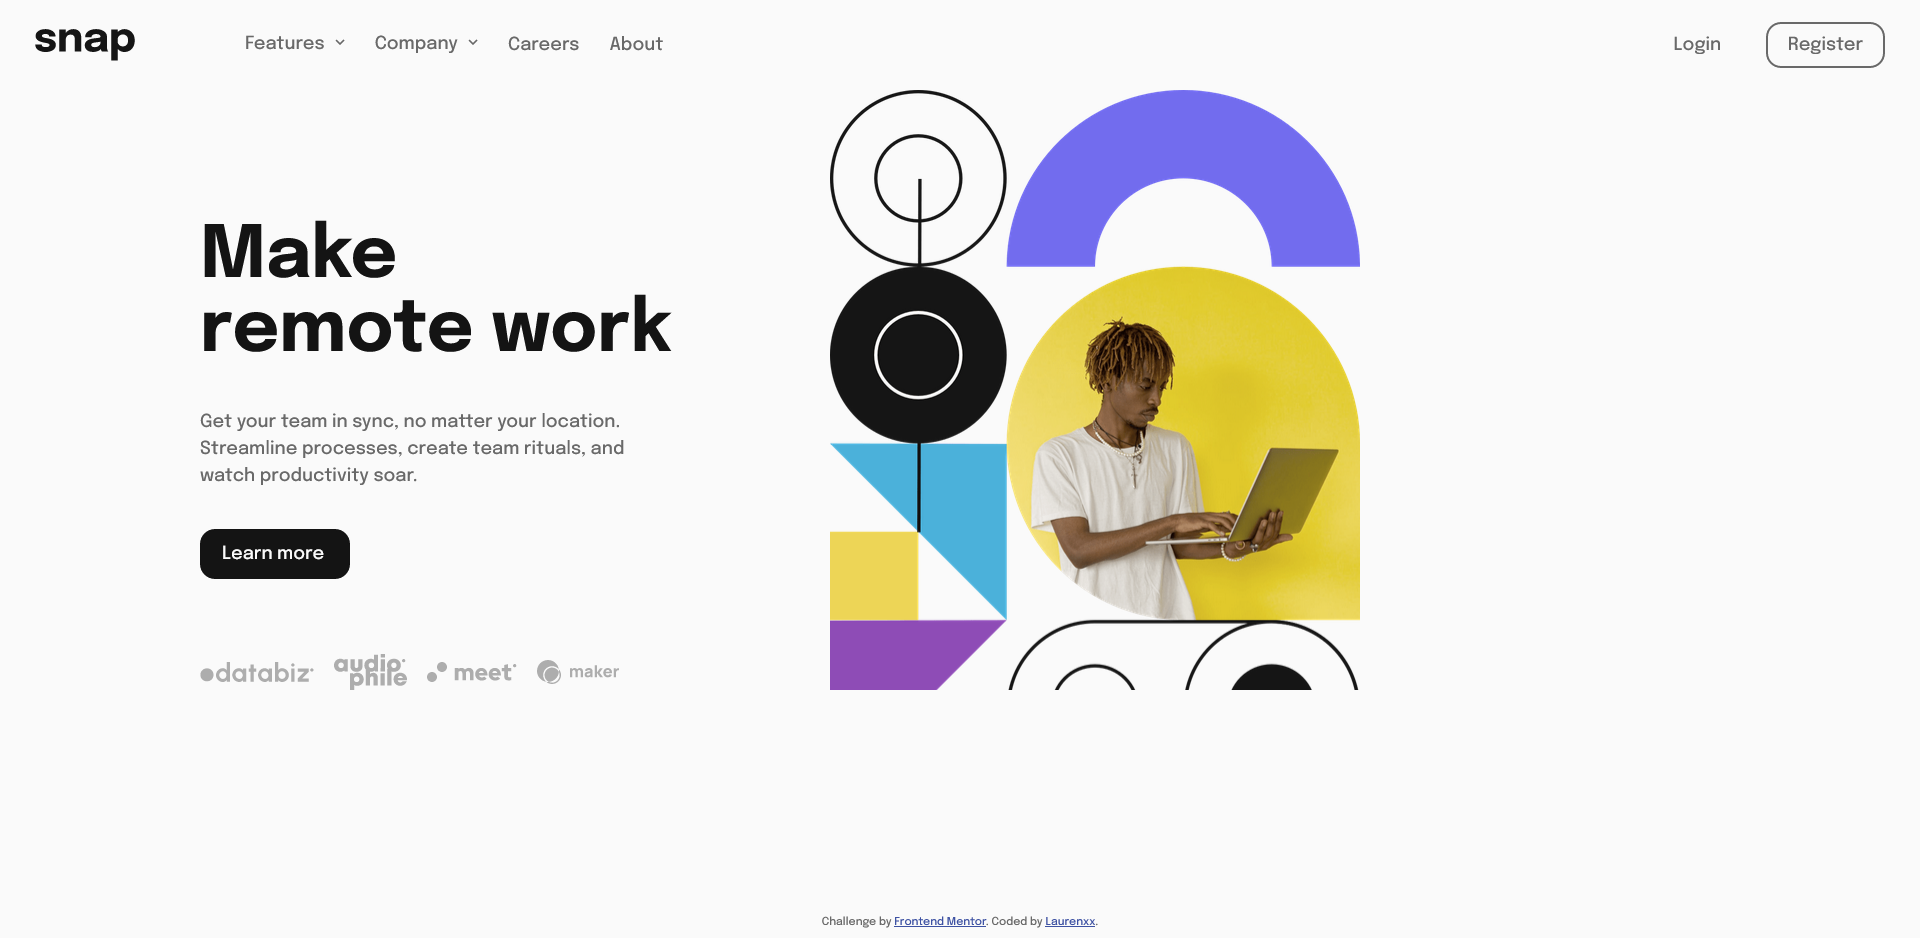 snap
Features
Company
Careers
About
Login
Register
Make
remote work
Get your team in sync, no matter your location.
Streamline processes, create team rituals, and
watch productivity soar.
Learn more
databiz
audiophile
meet
maker
Challenge by Frontend Mentor. Coded by Laurenxx.